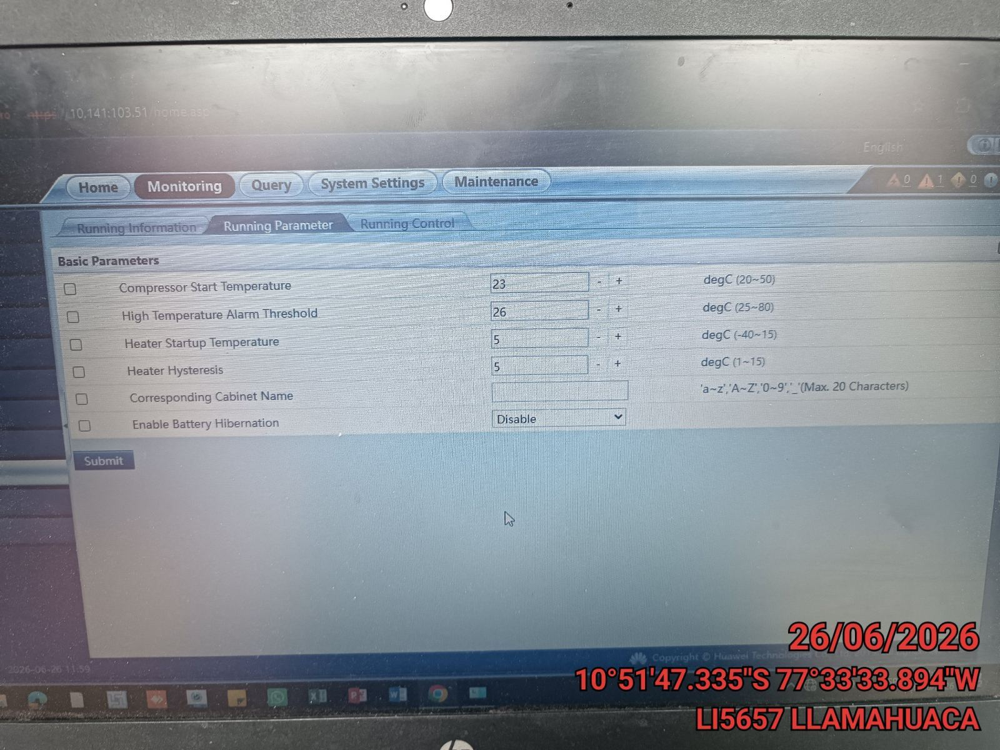 https://10.141.103.51/home.asp
English
Home Monitoring Query System Settings Maintenance
0 1 0
Running Information Running Parameter Running Control
Basic Parameters
Compressor Start Temperature 23 - + degC (20~50)
High Temperature Alarm Threshold 26 - + degC (25~80)
Heater Startup Temperature 5 - + degC (-40~15)
Heater Hysteresis 5 - + degC (1~15)
Corresponding Cabinet Name 'a~z','A~Z','0~9','_'(Max. 20 Characters)
Enable Battery Hibernation Disable
Submit
26/06/2026
Copyright © Huawei Technologies
2026-06-26 11:59
10°51'47.335"S 77°33'33.894"W
LI5657 LLAMAHUACA